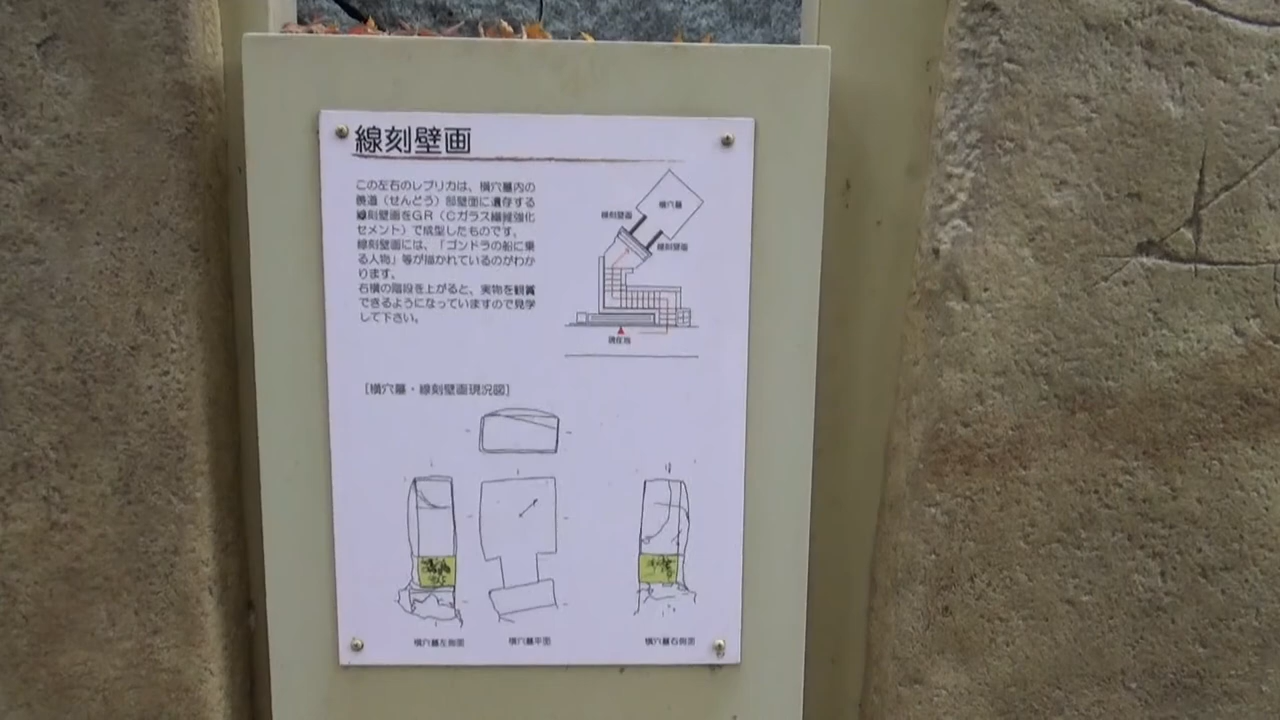 線刻壁画
この左右のレプリカは、横穴墓内の
羨道（せんどう）部壁面に遺存する
線刻壁画をGR（Cガラス繊維強化
セメント）で成型したものです。
線刻壁画には、「ゴンドラの船に乗
る人物」等が描かれているのがわか
ります。
右横の階段を上がると、実物を観賞
できるようになっていますので見学
して下さい。
横穴墓
線刻壁画
線刻壁画
現在地
［横穴墓・線刻壁画現況図］
横穴墓左側面
横穴墓平面
横穴墓右側面